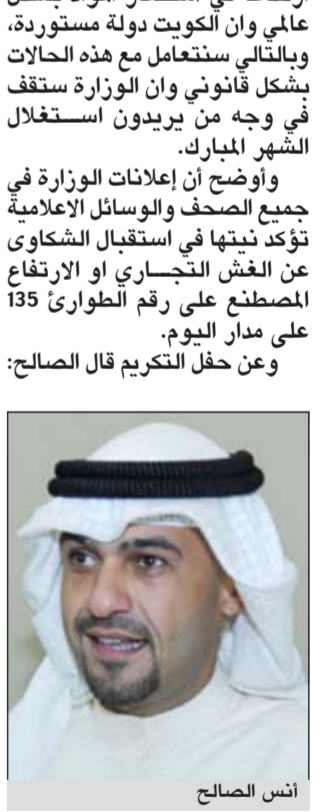 عالمي وان الكويت دولة مستوردة،
وبالتالي سنتعامل مع هذه الحالات
بشكل قانوني وان الوزارة ستقف
في وجه من يريدون استغلال
الشهر المبارك.
وأوضح أن إعلانات الوزارة في
جميع الصحف والوسائل الاعلامية
تؤكد نيتها في استقبال الشكاوى
عن الغش التجاري او الارتفاع
المصطنع على رقم الطوارئ 135
على مدار اليوم.
وعن حفل التكريم قال الصالح:
أنس الصالح